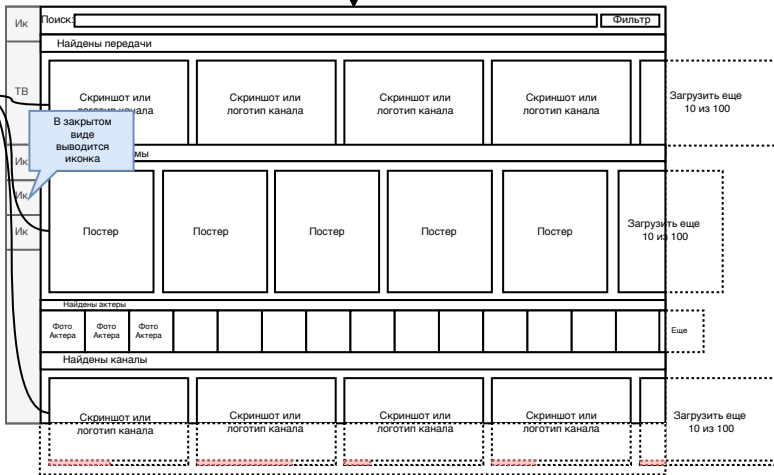 Ик
Поиск:
Фильтр
Найдены передачи
ТВ
Скриншот или
логотип канала
Скриншот или
логотип канала
Скриншот или
логотип канала
Скриншот или
логотип канала
Загрузить еще
10 из 100
В закрытом
виде
выводится
иконка
мы
Ик
Ик
Ик
Постер
Постер
Постер
Постер
Постер
Загрузить еще
10 из 100
Найдены актеры
Фото
Актера
Фото
Актера
Фото
Актера
Еще
Найдены каналы
Скриншот или
логотип канала
Скриншот или
логотип канала
Скриншот или
логотип канала
Скриншот или
логотип канала
Загрузить еще
10 из 100